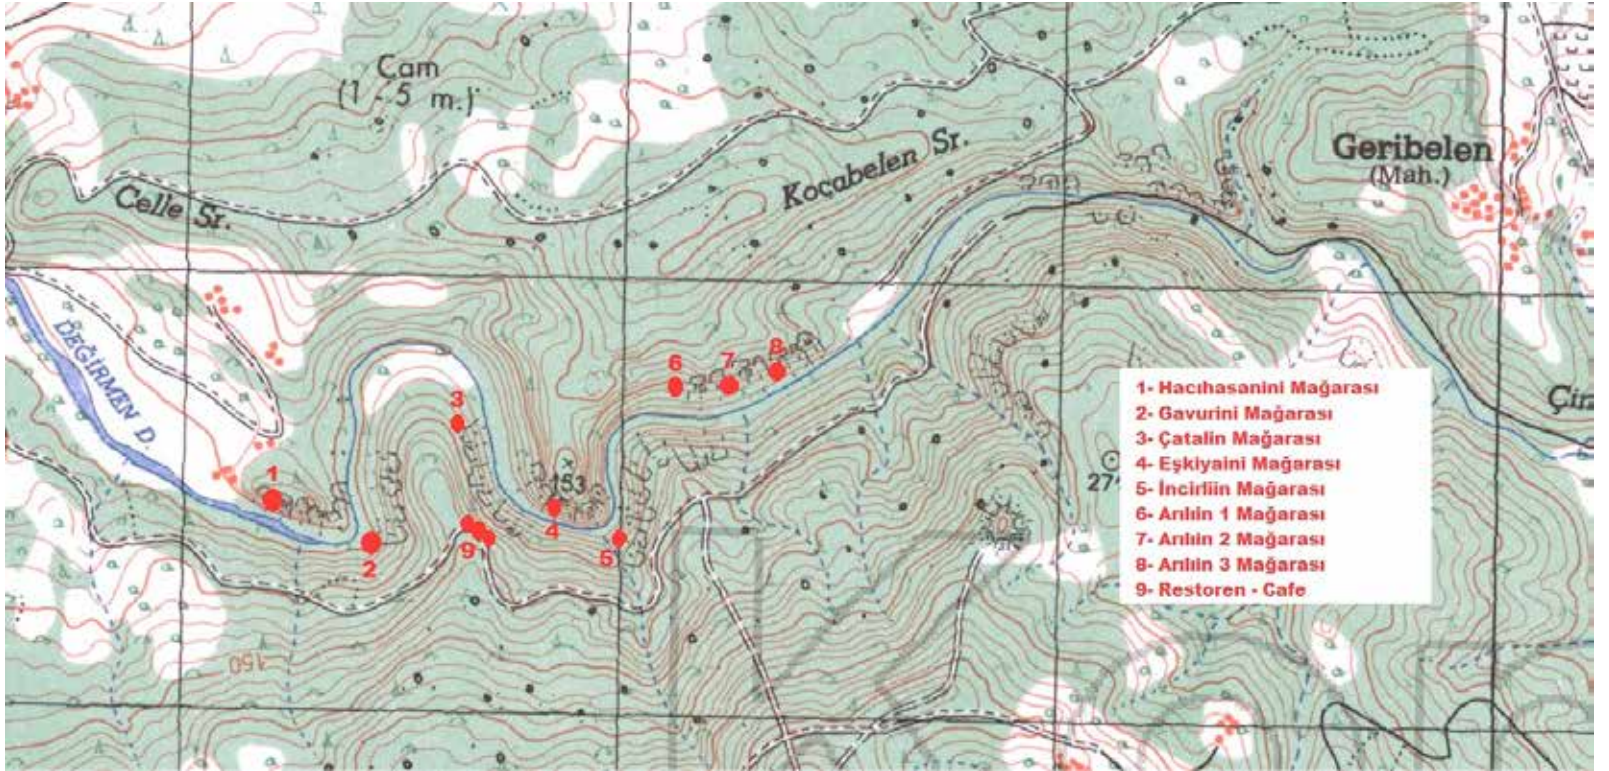 Çam
(1 - 5 m.)
Celle Sr.
Kocabelen Sr.
Geribelen
(Mah.)
DEĞİRMEN D.
1
2
3
4
5
6
7
8
9
153
150
1- Hacıhasanini Mağarası
2- Gavurini Mağarası
3- Çatalin Mağarası
4- Eşkiyaini Mağarası
5- İncirliin Mağarası
6- Arılıin 1 Mağarası
7- Arılıin 2 Mağarası
8- Arılıin 3 Mağarası
9- Restoren - Cafe